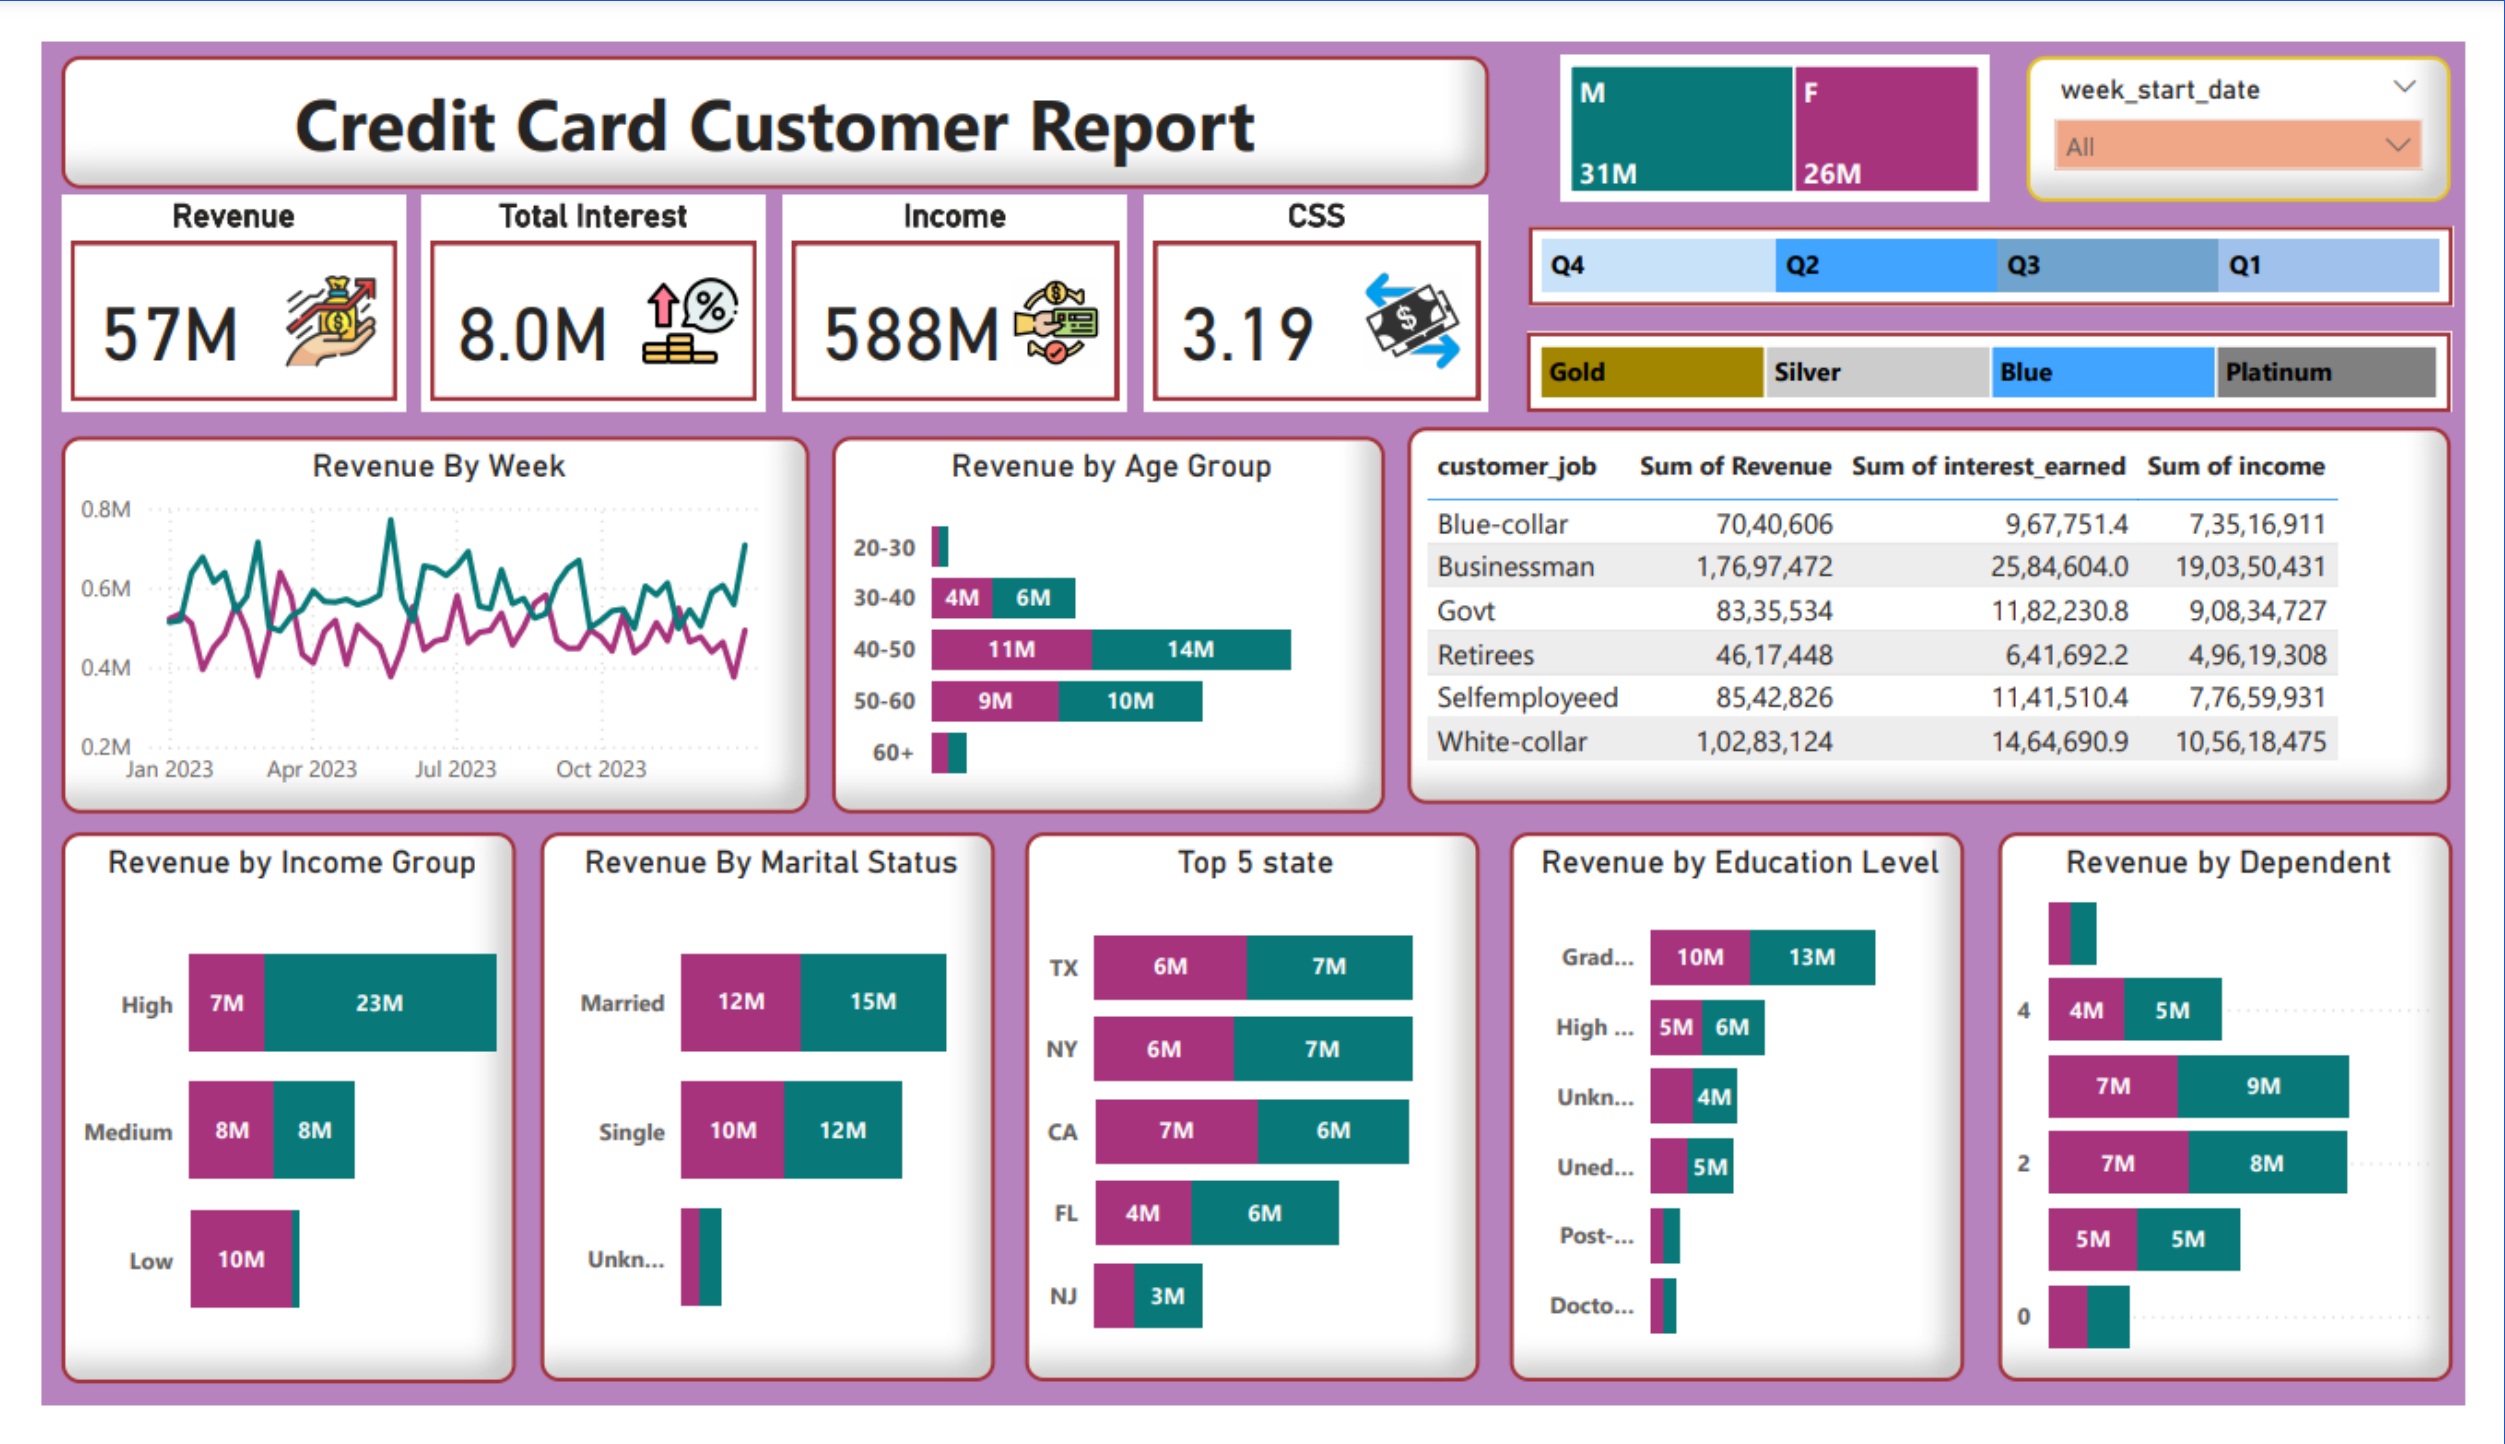 Credit Card Customer Report
M
31M
F
26M
week_start_date
All
Revenue
57M
Total Interest
8.0M
Income
588M
CSS
3.19
Q4 Q2 Q3 Q1
Gold Silver Blue Platinum
Revenue By Week
0.8M
0.6M
0.4M
0.2M
Jan 2023 Apr 2023 Jul 2023 Oct 2023
Revenue by Age Group
20-30
30-40 4M 6M
40-50 11M 14M
50-60 9M 10M
60+
customer_job Sum of Revenue Sum of interest_earned Sum of income
Blue-collar 70,40,606 9,67,751.4 7,35,16,911
Businessman 1,76,97,472 25,84,604.0 19,03,50,431
Govt 83,35,534 11,82,230.8 9,08,34,727
Retirees 46,17,448 6,41,692.2 4,96,19,308
Selfemployeed 85,42,826 11,41,510.4 7,76,59,931
White-collar 1,02,83,124 14,64,690.9 10,56,18,475
Revenue by Income Group
High 7M 23M
Medium 8M 8M
Low 10M
Revenue By Marital Status
Married 12M 15M
Single 10M 12M
Unkn...
Top 5 state
TX 6M 7M
NY 6M 7M
CA 7M 6M
FL 4M 6M
NJ 3M
Revenue by Education Level
Grad... 10M 13M
High ... 5M 6M
Unkn... 4M
Uned... 5M
Post-...
Docto...
Revenue by Dependent
4 4M 5M
7M 9M
2 7M 8M
5M 5M
0